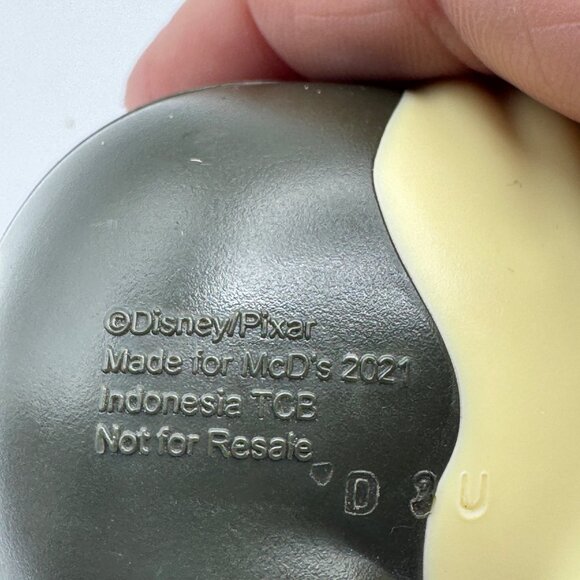 ©Disney/Pixar
Made for McD's 2021
Indonesia TCB
Not for Resale
D 3 U